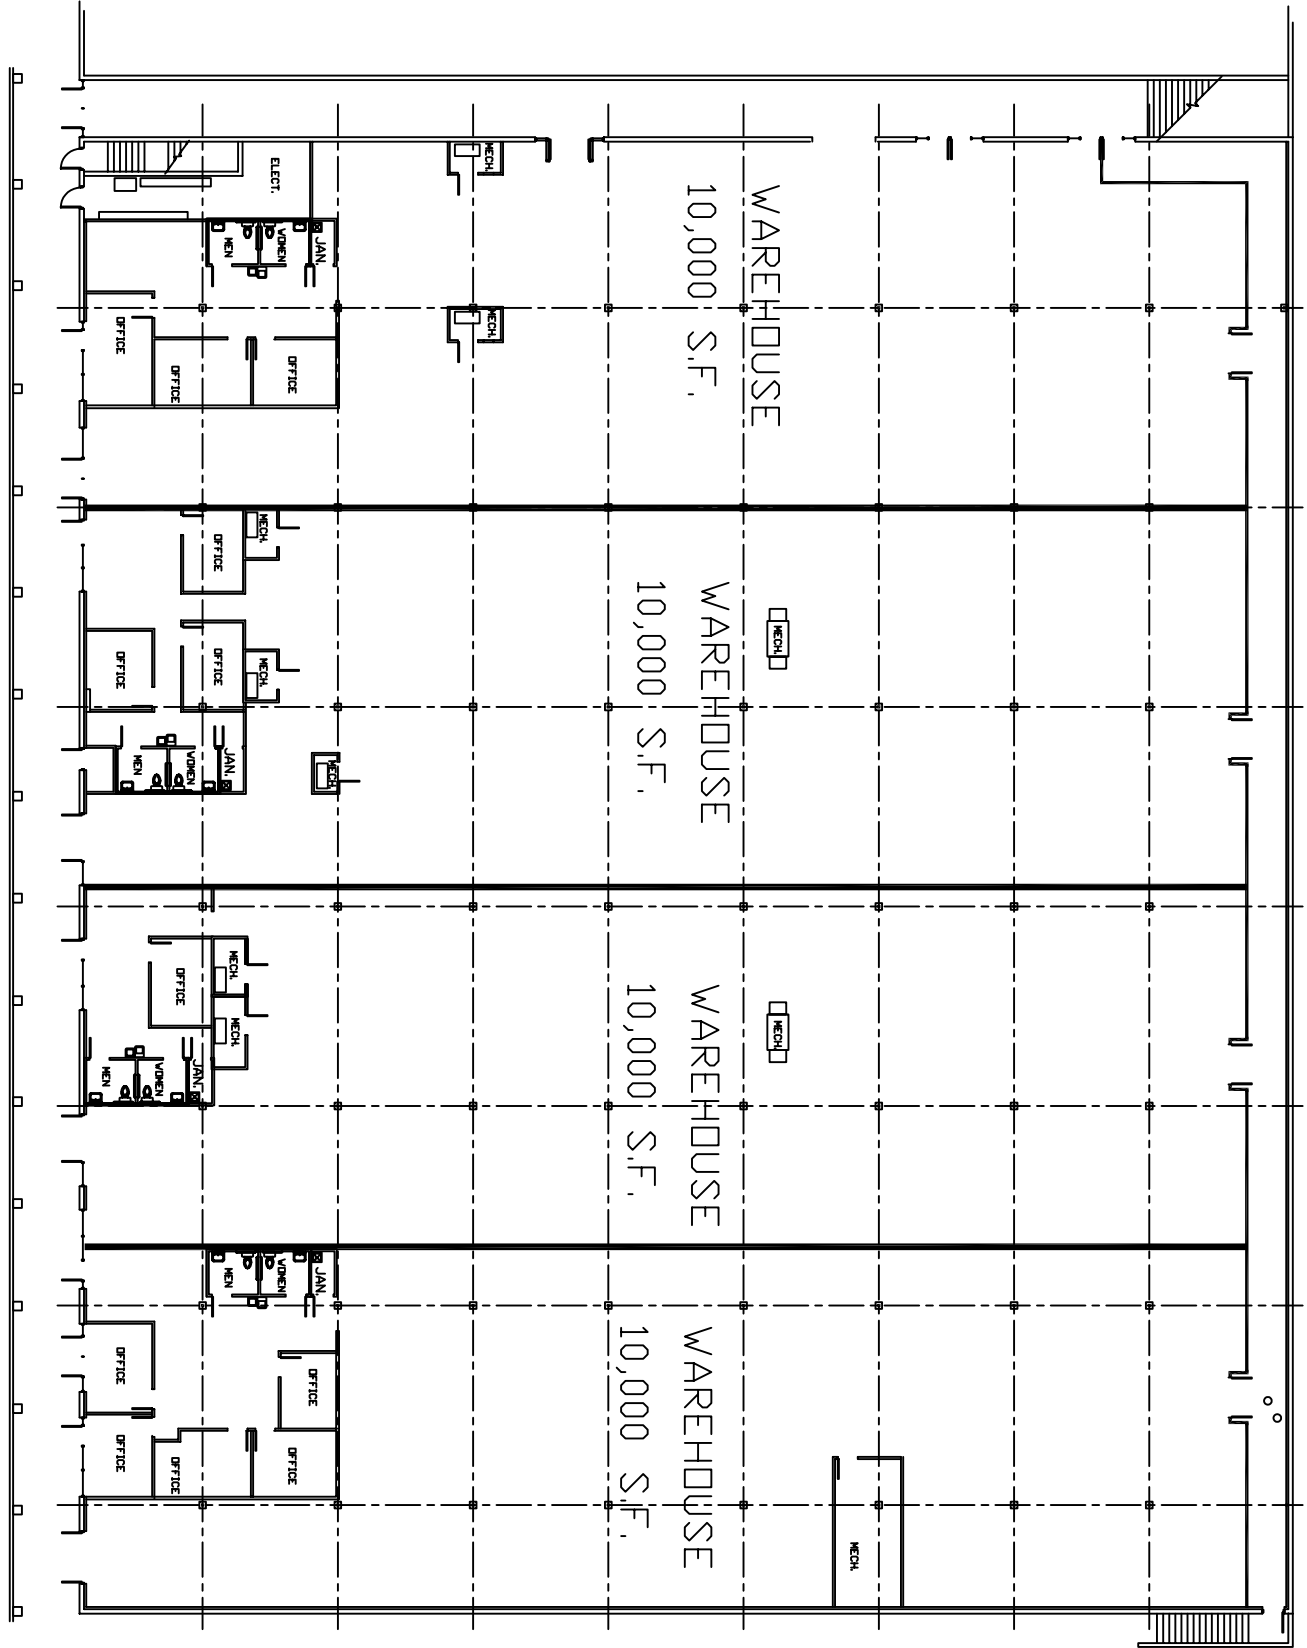 ELECT.
MECH.
WAREHOUSE
10,000 S.F.
MEN
WOMEN
JAN.
MECH.
OFFICE
OFFICE
OFFICE
MECH.
OFFICE
WAREHOUSE
10,000 S.F.
MECH.
OFFICE
OFFICE
MECH.
MEN
WOMEN
JAN.
MECH.
MECH.
OFFICE
MECH.
WAREHOUSE
10,000 S.F.
MECH.
MEN
WOMEN
JAN.
MEN
WOMEN
JAN.
WAREHOUSE
10,000 S.F.
OFFICE
OFFICE
OFFICE
OFFICE
OFFICE
MECH.